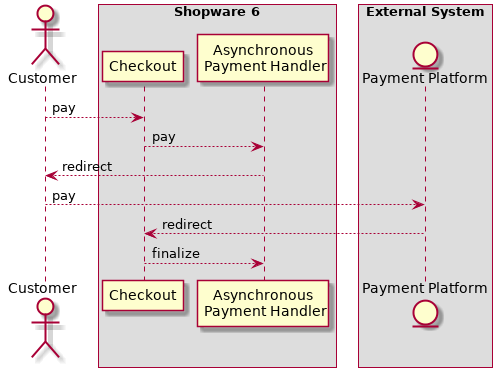 Shopware 6
External System
Customer
Checkout
Asynchronous
Payment Handler
Payment Platform
pay
pay
redirect
pay
redirect
finalize
Customer
Checkout
Asynchronous
Payment Handler
Payment Platform